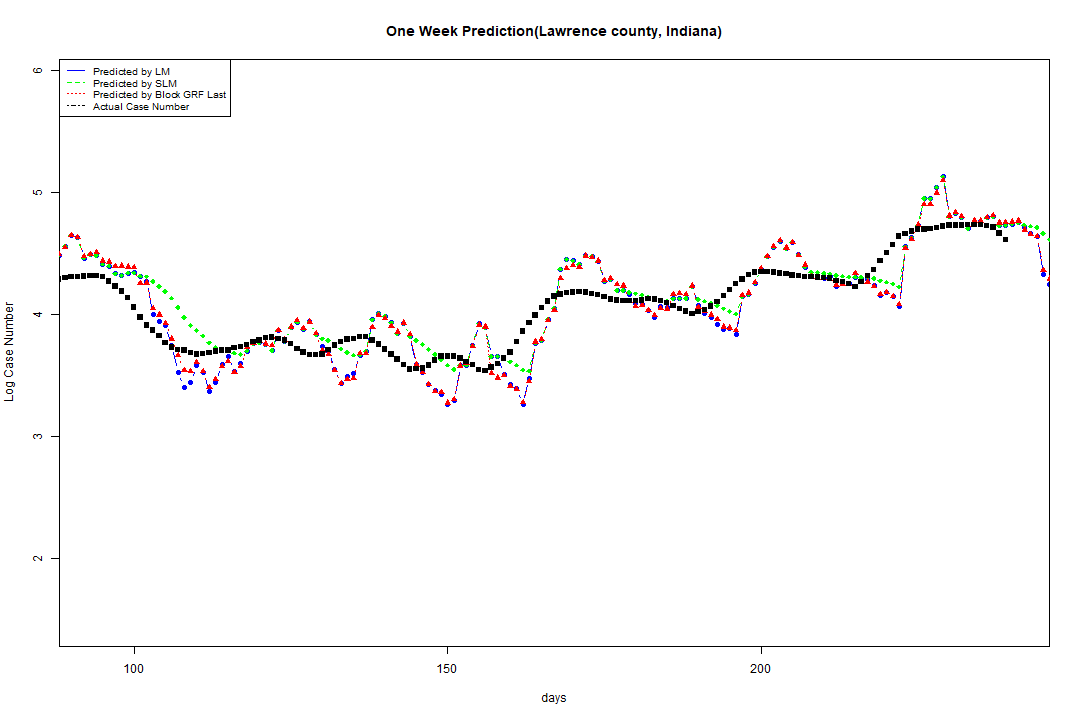 One Week Prediction(Lawrence county, Indiana)
Predicted by LM
Predicted by SLM
Predicted by Block GRF Last
Actual Case Number
6
5
4
3
2
Log Case Number
100
150
200
days